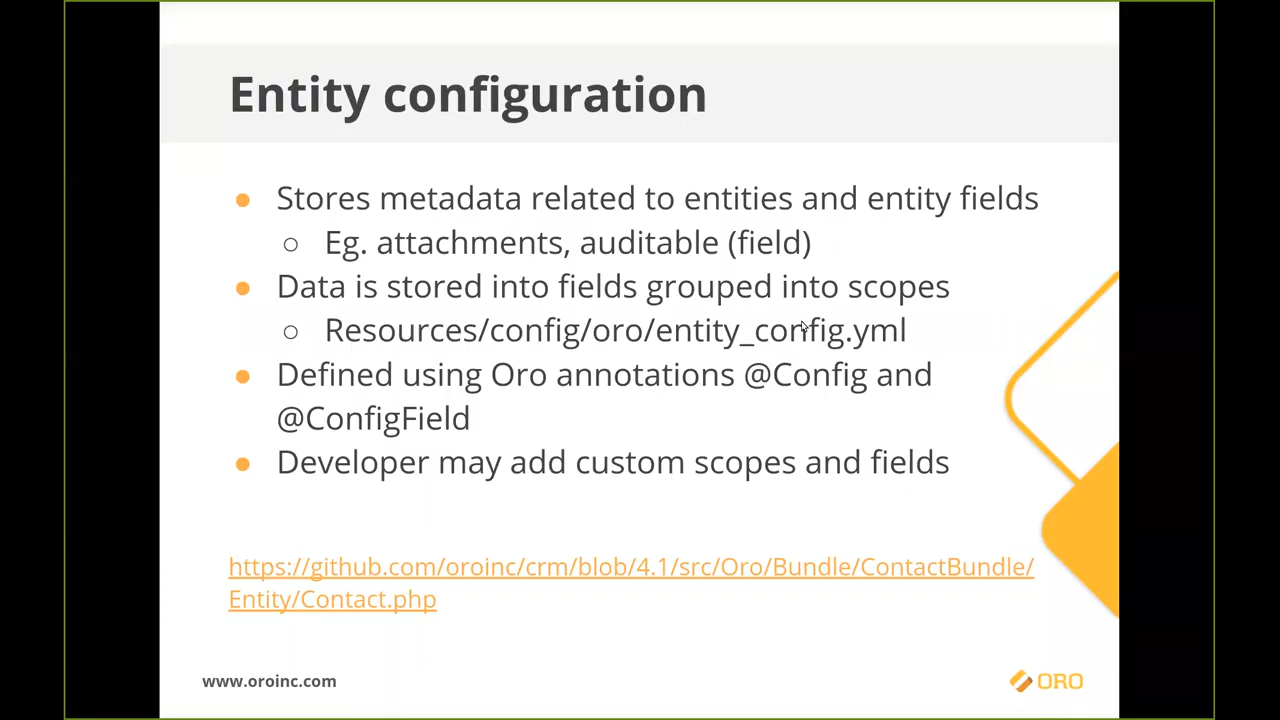 Entity configuration
● Stores metadata related to entities and entity fields
○ Eg. attachments, auditable (field)
● Data is stored into fields grouped into scopes
○ Resources/config/oro/entity_config.yml
● Defined using Oro annotations @Config and
@ConfigField
● Developer may add custom scopes and fields
https://github.com/oroinc/crm/blob/4.1/src/Oro/Bundle/ContactBundle/
Entity/Contact.php
www.oroinc.com
ORO